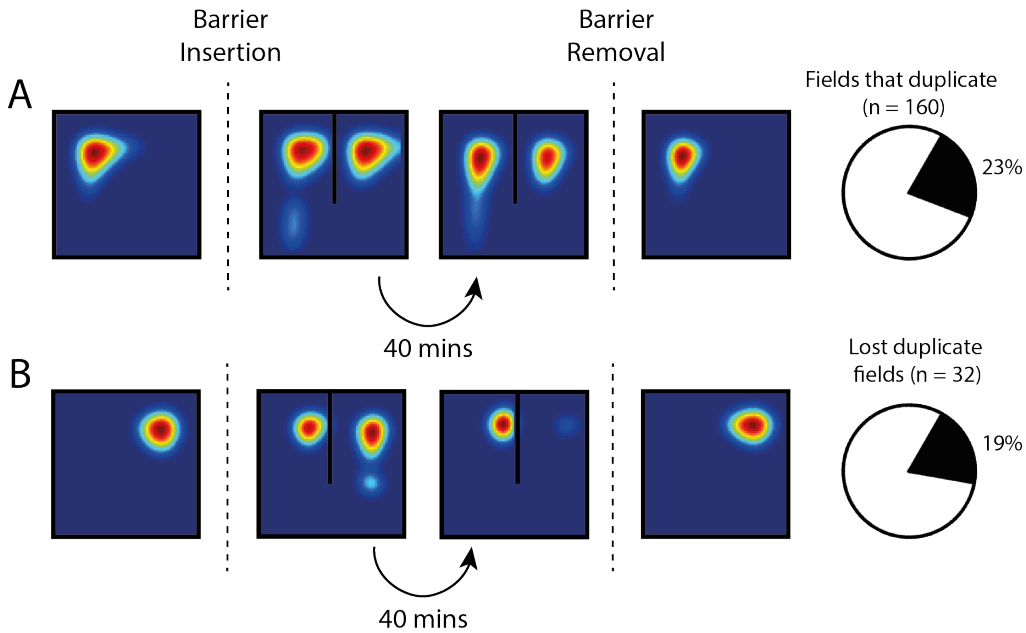 Barrier
Insertion
Barrier
Removal
A
Fields that duplicate
(n = 160)
23%
40 mins
B
Lost duplicate
fields (n = 32)
19%
40 mins